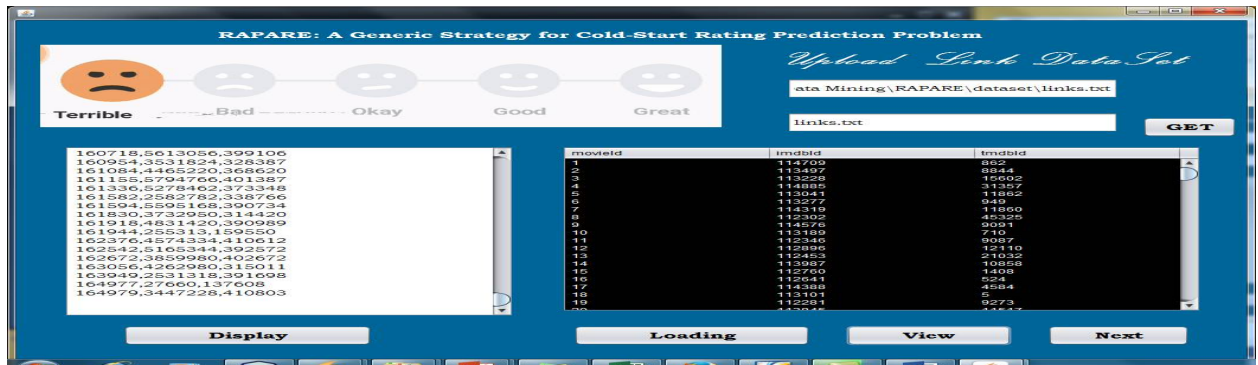 RAPARE: A Generic Strategy for Cold-Start Rating Prediction Problem
Upload Link Data Set
Terrible Bad Okay Good Great
ata Mining\RAPARE\dataset\links.txt
links.txt
GET
160718,5613056,399106
160954,3531824,328387
161084,4465220,368620
161155,5794766,401387
161336,5278462,373348
161582,2582782,338766
161594,5595168,390734
161830,3732950,314420
161918,4831420,390989
161944,255313,159550
162376,4574334,410612
162542,5165344,392572
162672,3859980,402672
163056,4262980,315011
163949,2531318,391698
164977,27660,137608
164979,3447228,410803
movieId imdbId tmdbId
1 114709 862
2 113497 8844
3 113228 15602
4 114885 31357
5 113041 11862
6 113277 949
7 114319 11860
8 112302 45325
9 114576 9091
10 113189 710
11 112346 9087
12 112896 12110
13 112453 21032
14 113987 10858
15 112760 1408
16 112641 524
17 114388 4584
18 113101 5
19 112281 9273
Display
Loading
View
Next